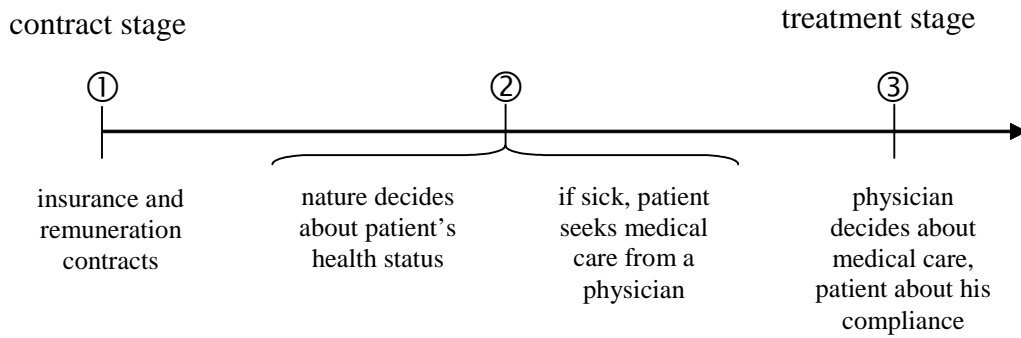 contract stage
treatment stage
①
②
③
insurance and
remuneration
contracts
nature decides
about patient’s
health status
if sick, patient
seeks medical
care from a
physician
physician
decides about
medical care,
patient about his
compliance